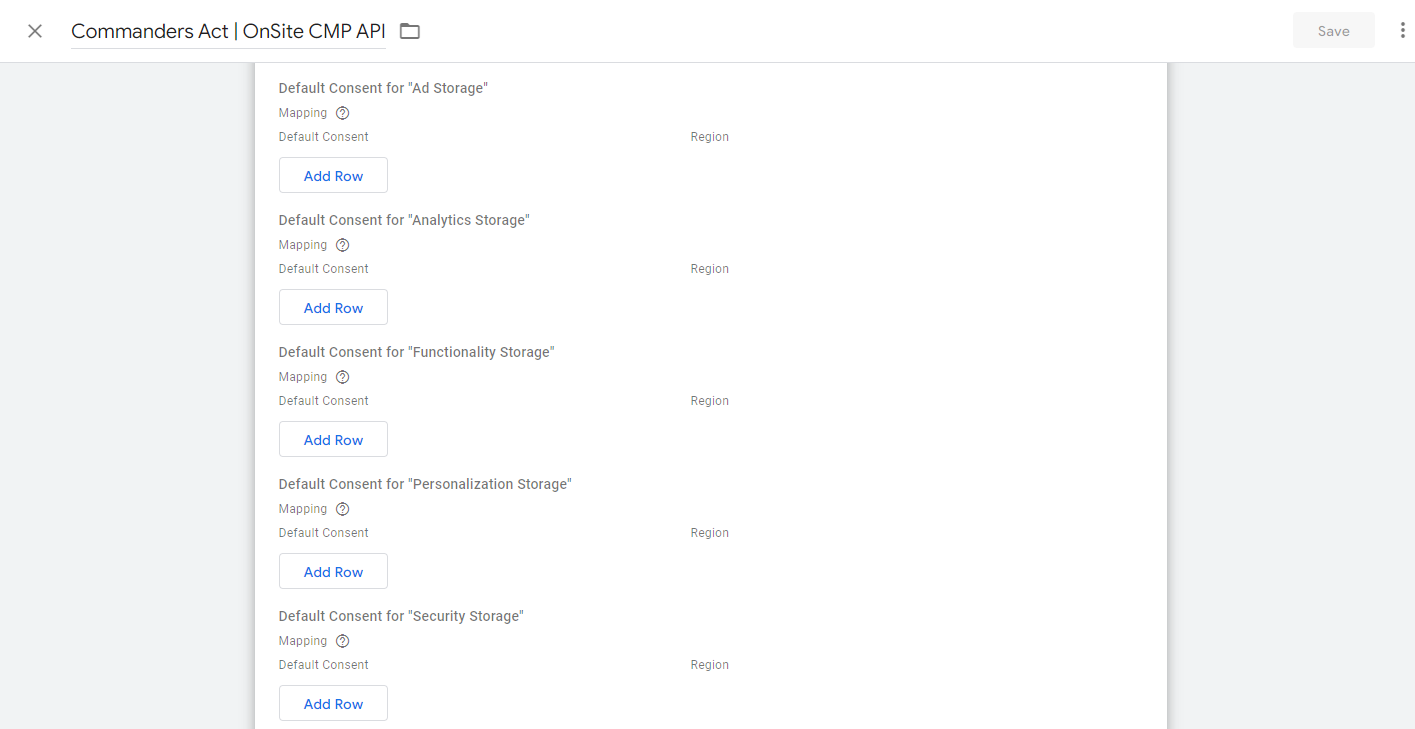 Commanders Act | OnSite CMP API
Save
Default Consent for "Ad Storage"
Mapping
Default Consent Region
Add Row
Default Consent for "Analytics Storage"
Mapping
Default Consent Region
Add Row
Default Consent for "Functionality Storage"
Mapping
Default Consent Region
Add Row
Default Consent for "Personalization Storage"
Mapping
Default Consent Region
Add Row
Default Consent for "Security Storage"
Mapping
Default Consent Region
Add Row